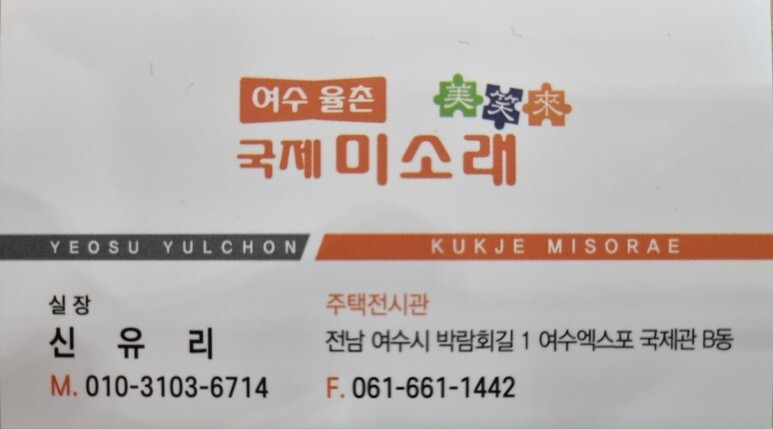 여수 율촌
美笑來
국제 미소래
YEOSU YULCHON
KUKJE MISORAE
실장
신 유 리
M. 010-3103-6714
주택전시관
전남 여수시 박람회길 1 여수엑스포 국제관 B동
F. 061-661-1442